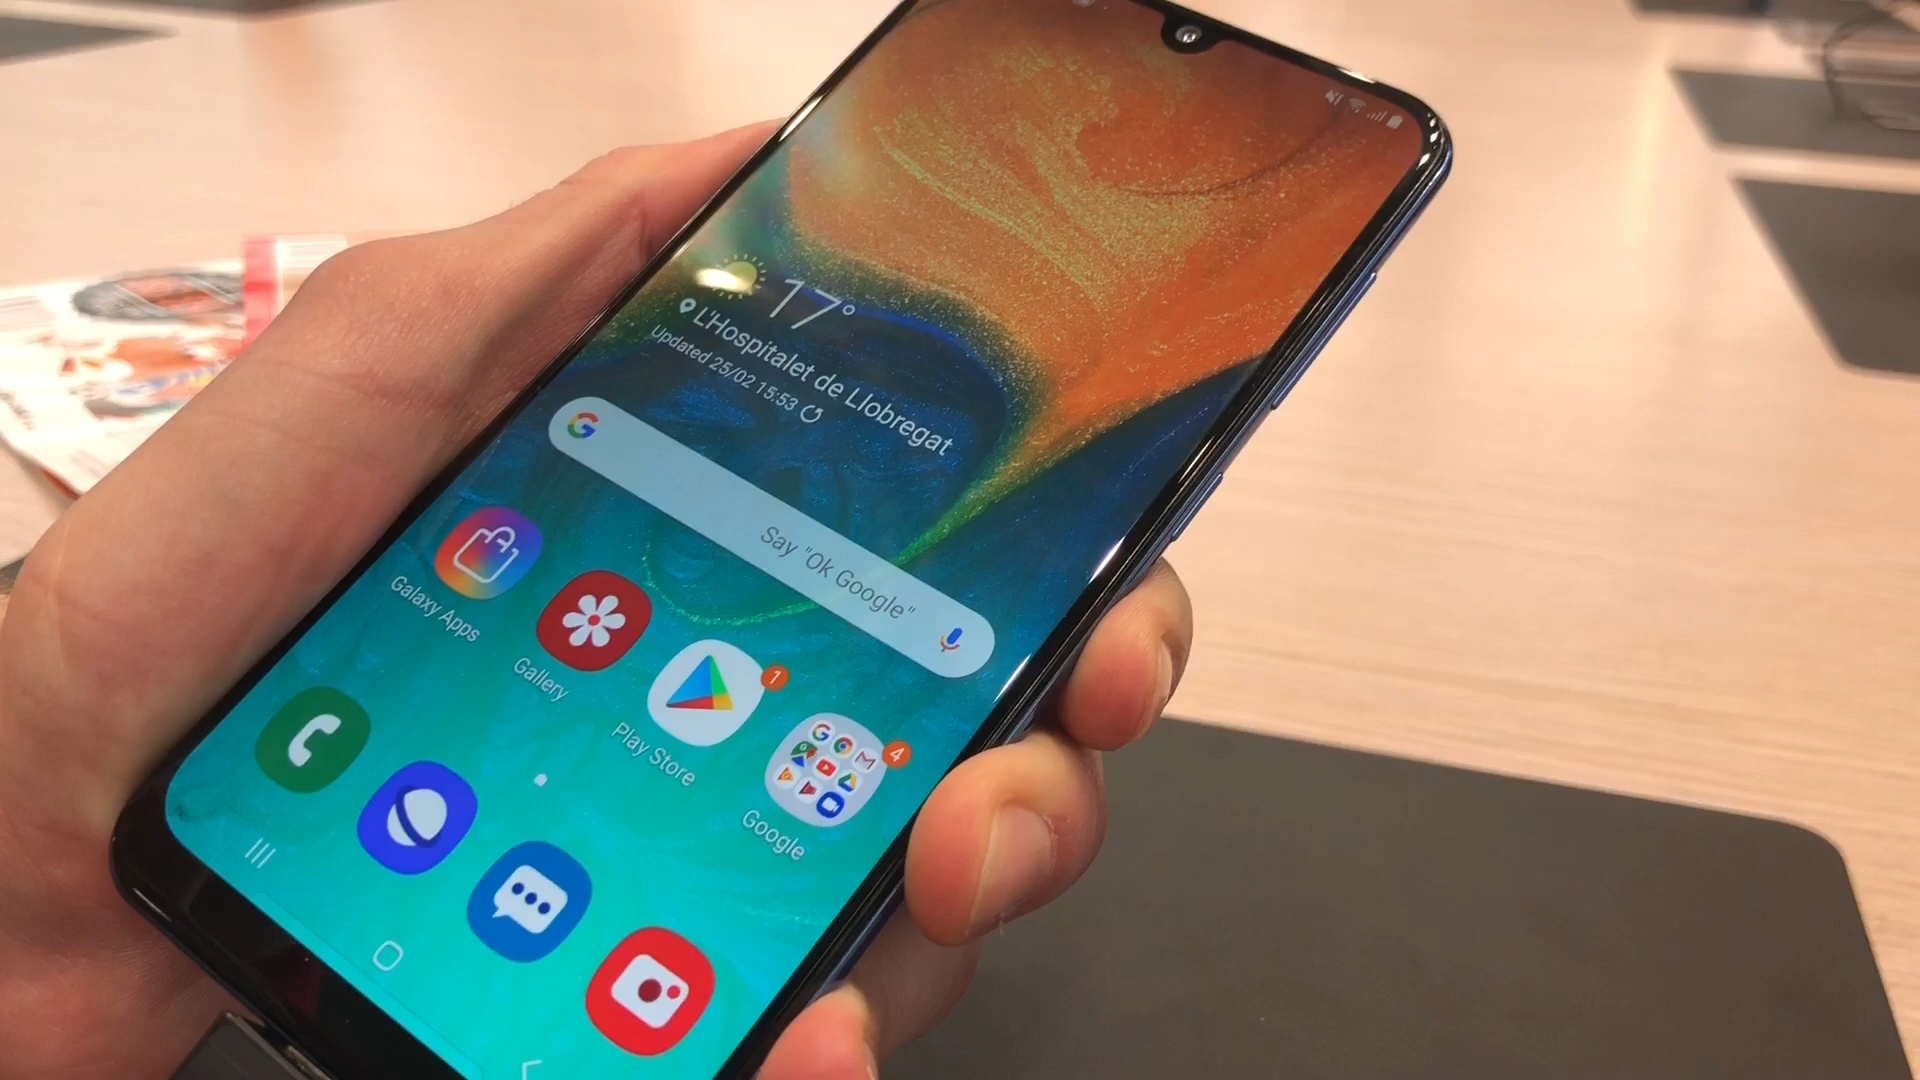 17°
L'Hospitalet de Llobregat
Updated 25/02 15:53
Say "Ok Google"
Galaxy Apps
Gallery
1
Play Store
4
Google